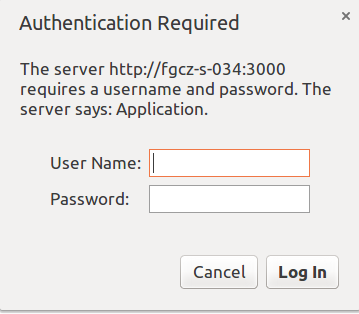 Authentication Required
The server http://fgcz-s-034:3000
requires a username and password. The
server says: Application.
User Name:
Password:
Cancel
Log In